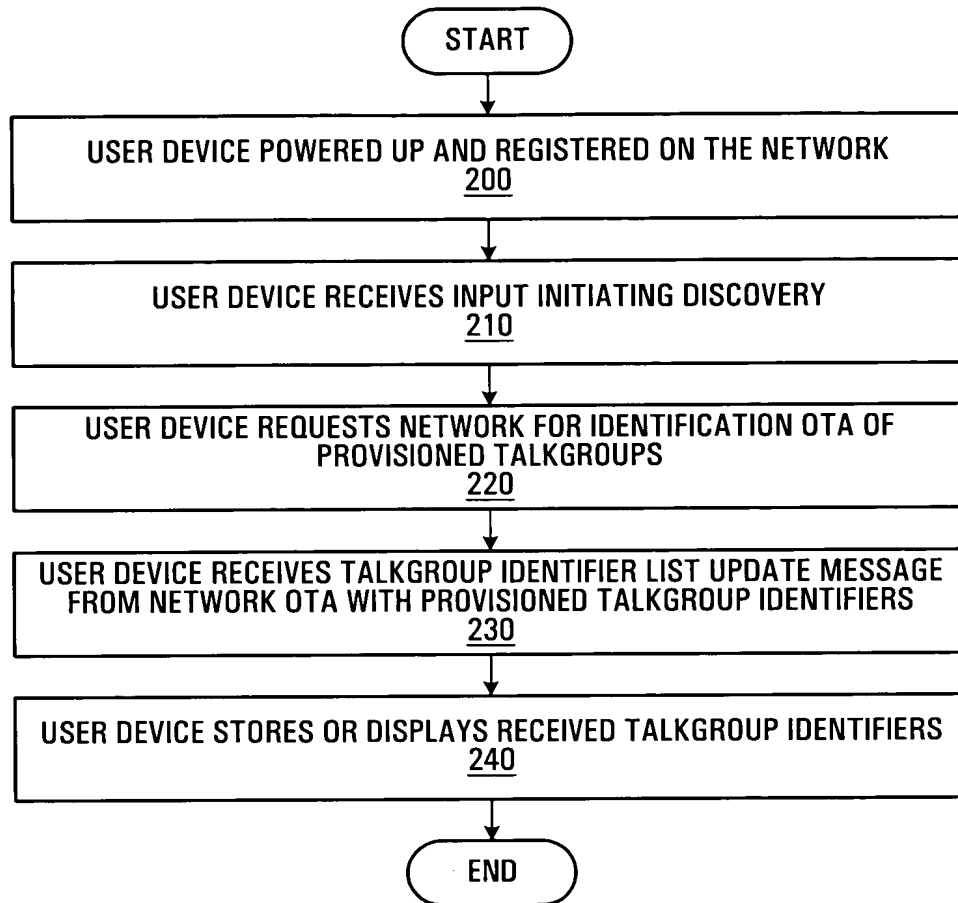 START
USER DEVICE POWERED UP AND REGISTERED ON THE NETWORK
200
USER DEVICE RECEIVES INPUT INITIATING DISCOVERY
210
USER DEVICE REQUESTS NETWORK FOR IDENTIFICATION OTA OF
PROVISIONED TALKGROUPS
220
USER DEVICE RECEIVES TALKGROUP IDENTIFIER LIST UPDATE MESSAGE
FROM NETWORK OTA WITH PROVISIONED TALKGROUP IDENTIFIERS
230
USER DEVICE STORES OR DISPLAYS RECEIVED TALKGROUP IDENTIFIERS
240
END